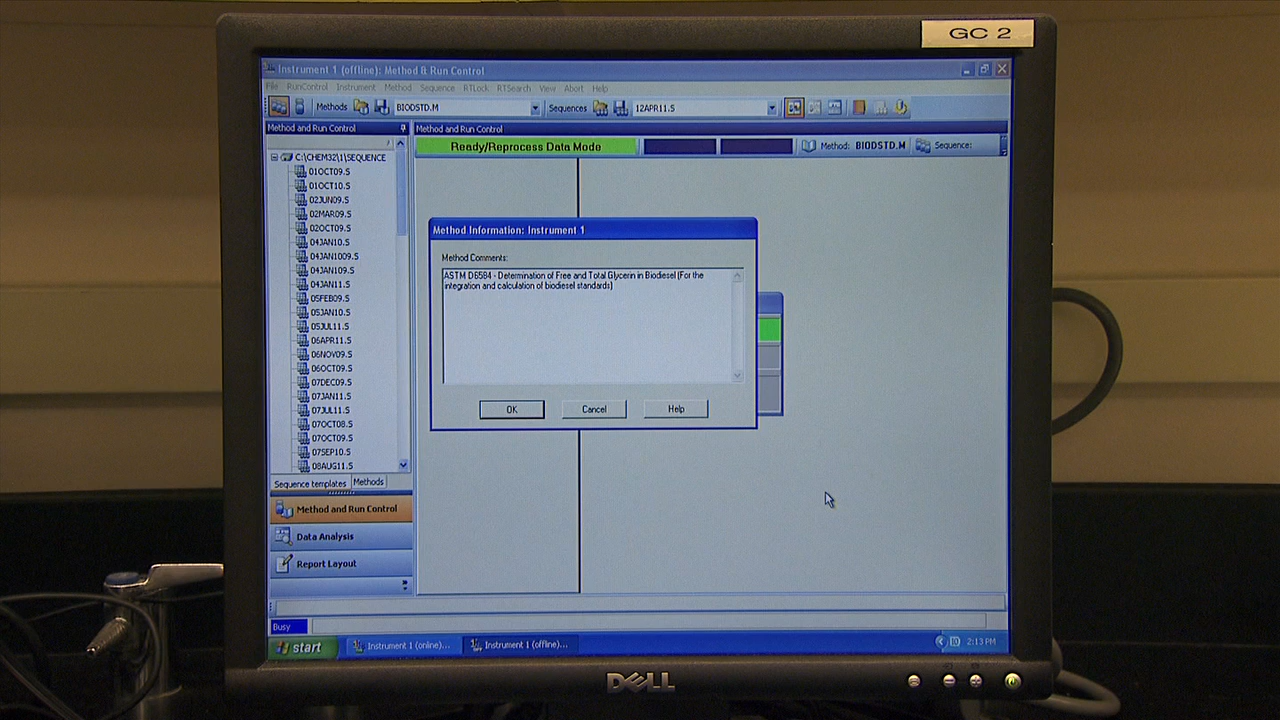 GC 2
Instrument 1 (offline): Method & Run Control
File RunControl Instrument Method Sequence RTLock RTSearch View Abort Help
Methods BIODSTD.M Sequences 12APR11.S
Method and Run Control
Method and Run Control
Ready/Reprocess Data Mode
Method: BIODSTD.M Sequence:
C:\CHEM32\1\SEQUENCE
01OCT09.S
01OCT10.S
02JUN09.S
02MAR09.S
02OCT09.S
04JAN10.S
04JAN1009.S
04JAN109.S
04JAN11.S
05FEB09.S
05JAN10.S
05JUL11.S
06APR11.S
06NOV09.S
06OCT09.S
07DEC09.S
07JAN11.S
07JUL11.S
07OCT08.S
07OCT09.S
07SEP10.S
08AUG11.S
Sequence templates Methods
Method and Run Control
Data Analysis
Report Layout
Method Information: Instrument 1
Method Comments:
ASTM D6584 - Determination of Free and Total Glycerin in Biodiesel (For the
integration and calculation of biodiesel standards)
OK Cancel Help
Busy
start Instrument 1 (online)... Instrument 1 (offline)... 2:13 PM
DELL